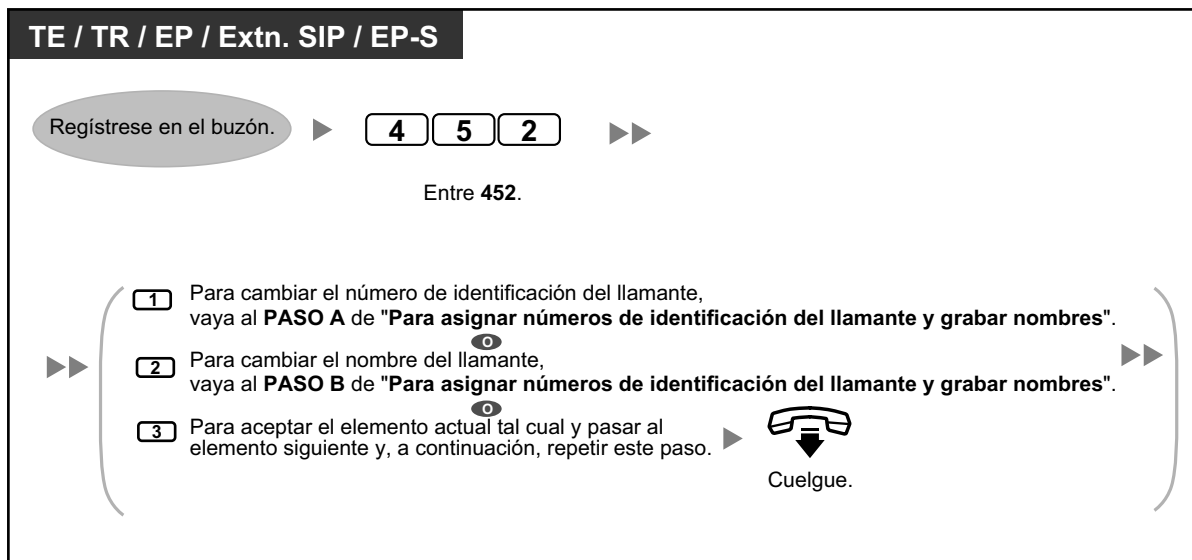 TE / TR / EP / Extn. SIP / EP-S
Regístrese en el buzón.
4 5 2
Entre 452.
1 Para cambiar el número de identificación del llamante,
vaya al PASO A de "Para asignar números de identificación del llamante y grabar nombres".
O
2 Para cambiar el nombre del llamante,
vaya al PASO B de "Para asignar números de identificación del llamante y grabar nombres".
O
3 Para aceptar el elemento actual tal cual y pasar al
elemento siguiente y, a continuación, repetir este paso.
Cuelgue.